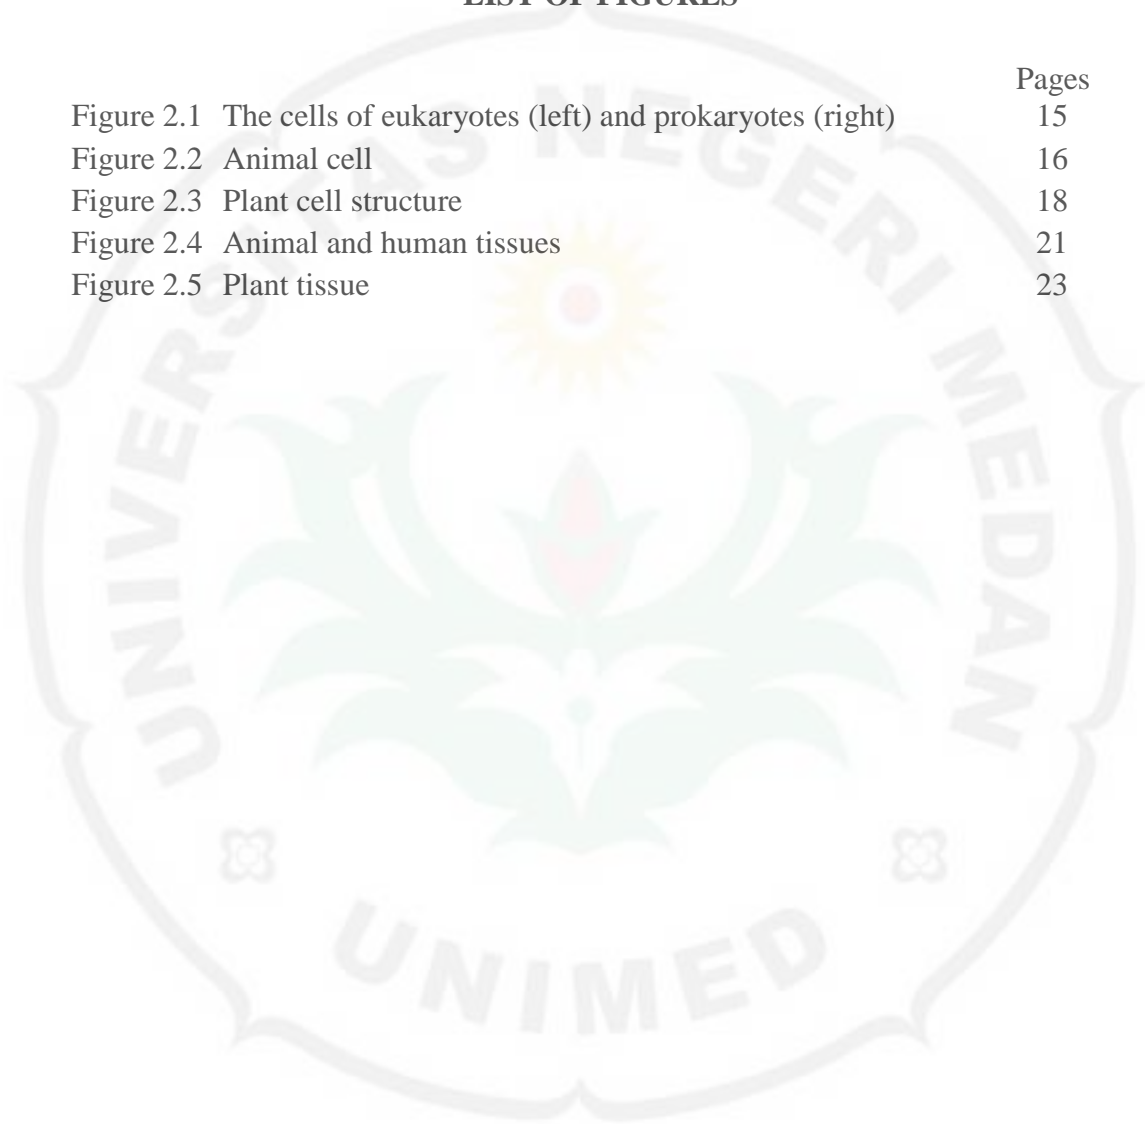 LIST OF FIGURES
Pages
Figure 2.1 The cells of eukaryotes (left) and prokaryotes (right) 15
Figure 2.2 Animal cell 16
Figure 2.3 Plant cell structure 18
Figure 2.4 Animal and human tissues 21
Figure 2.5 Plant tissue 23
UNIVERSITAS NEGERI MEDAN
UNIMED